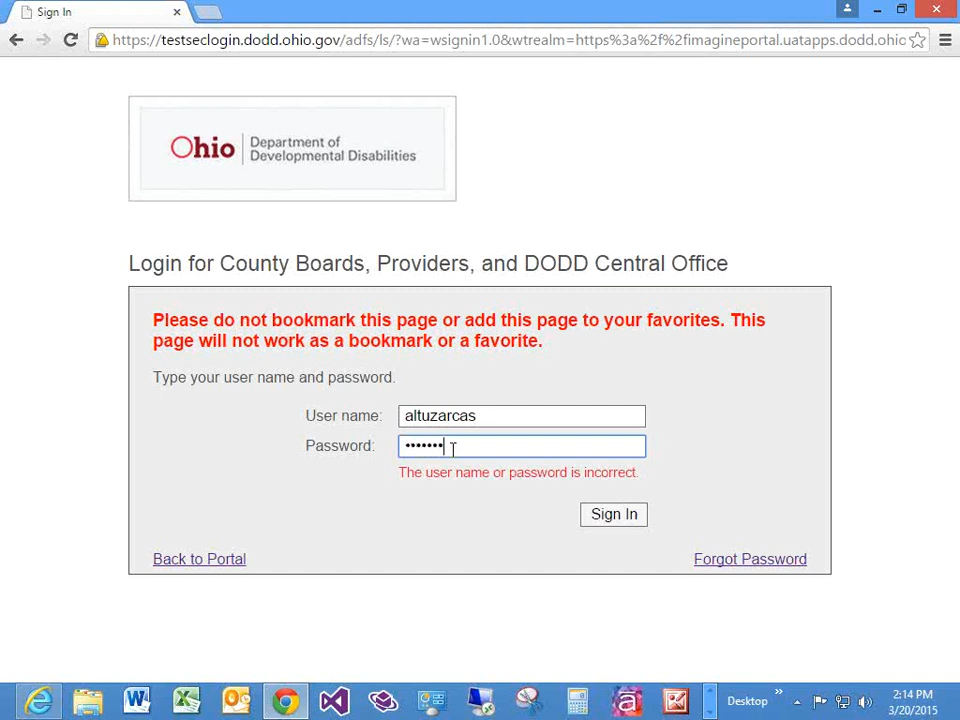 Sign In
https://testseclogin.dodd.ohio.gov/adfs/ls/?wa=wsignin1.0&wtrealm=https%3a%2f%2fimagineportal.uatapps.dodd.ohio
Ohio
Department of
Developmental Disabilities
Login for County Boards, Providers, and DODD Central Office
Please do not bookmark this page or add this page to your favorites. This
page will not work as a bookmark or a favorite.
Type your user name and password.
User name: altuzarcas
Password: •••••••
The user name or password is incorrect.
Sign In
Back to Portal Forgot Password
Desktop
2:14 PM
3/20/2015